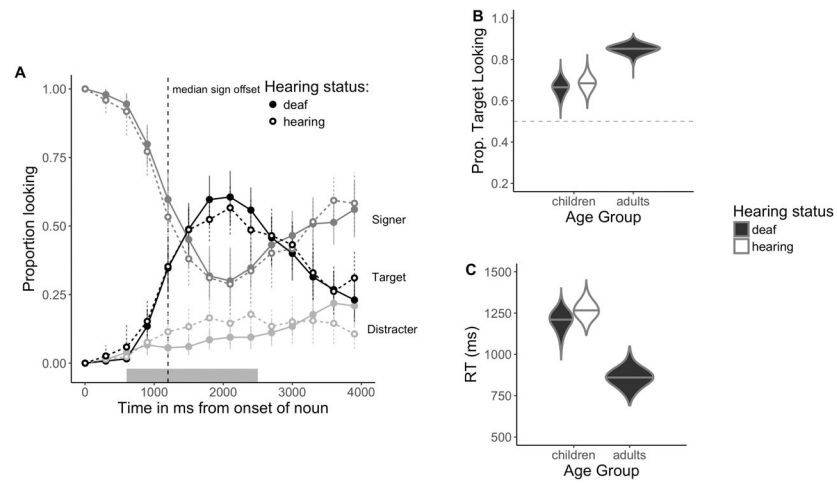 A
Proportion looking
1.00
0.75
0.50
0.25
0.00
0
1000
2000
3000
4000
Time in ms from onset of noun
median sign offset
Hearing status:
deaf
hearing
Signer
Target
Distracter
B
Prop. Target Looking
1.0
0.8
0.6
0.4
0.2
children
adults
Age Group
Hearing status
deaf
hearing
C
RT (ms)
1500
1250
1000
750
500
children
adults
Age Group